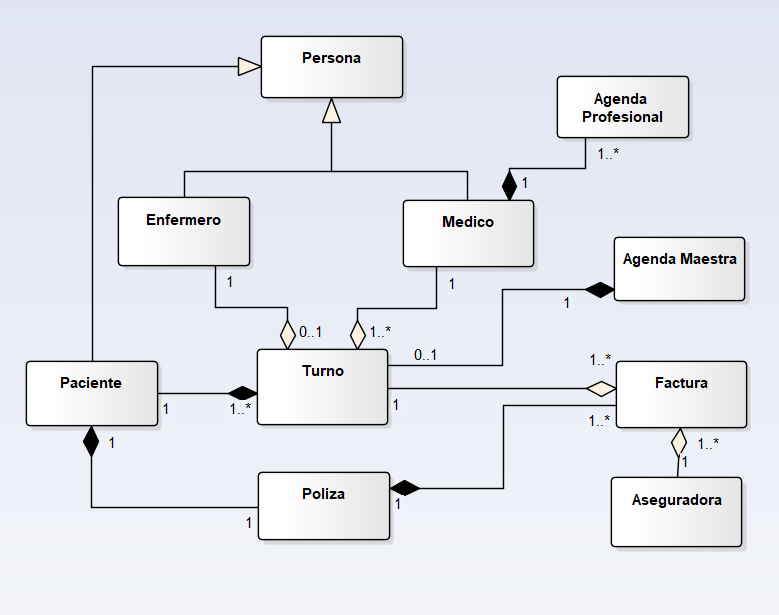 Persona
Agenda
Profesional
1..*
1
Enfermero
Medico
Agenda Maestra
1
1
1
0..1
1..*
0..1
1..*
Turno
Paciente
Factura
1
1..*
1
1..*
1
1..*
1
Poliza
1
1
Aseguradora